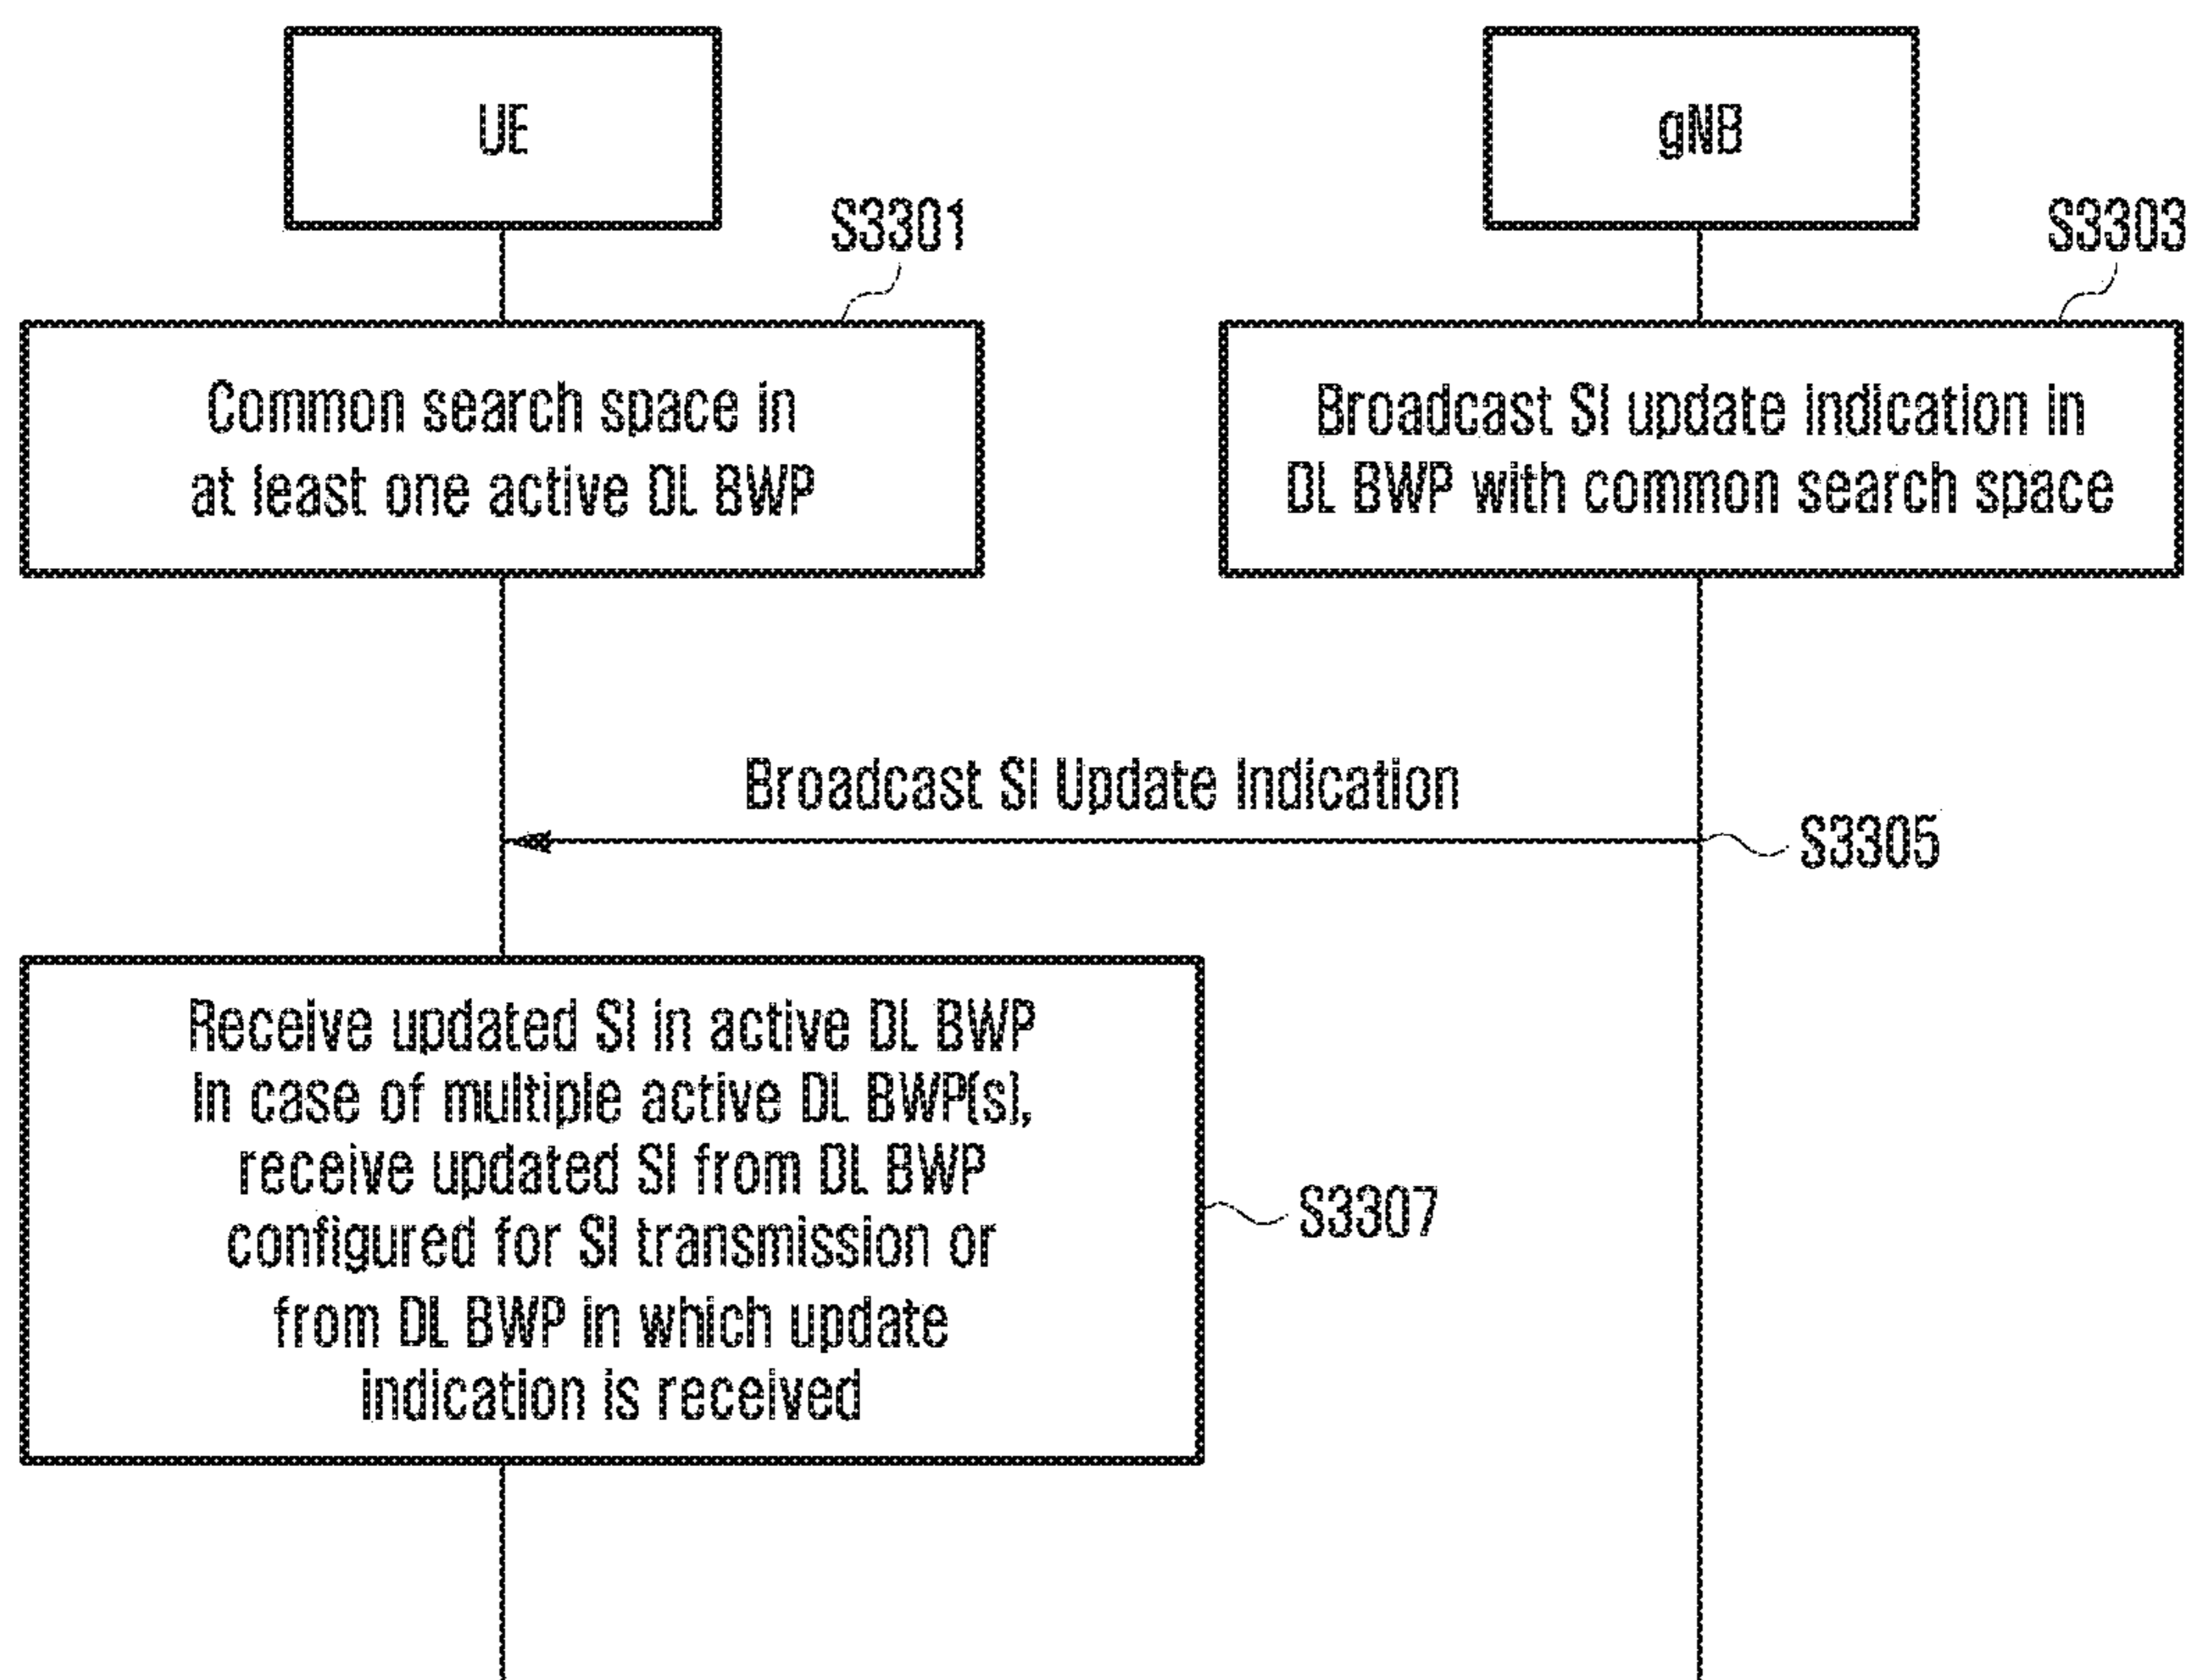 UE
gNB
S3301
S3303
Common search space in
at least one active DL BWP
Broadcast SI update indication in
DL BWP with common search space
Broadcast SI Update Indication
S3305
Receive updated SI in active DL BWP
In case of multiple active DL BWP(s),
receive updated SI from DL BWP
configured for SI transmission or
from DL BWP in which update
indication is received
S3307